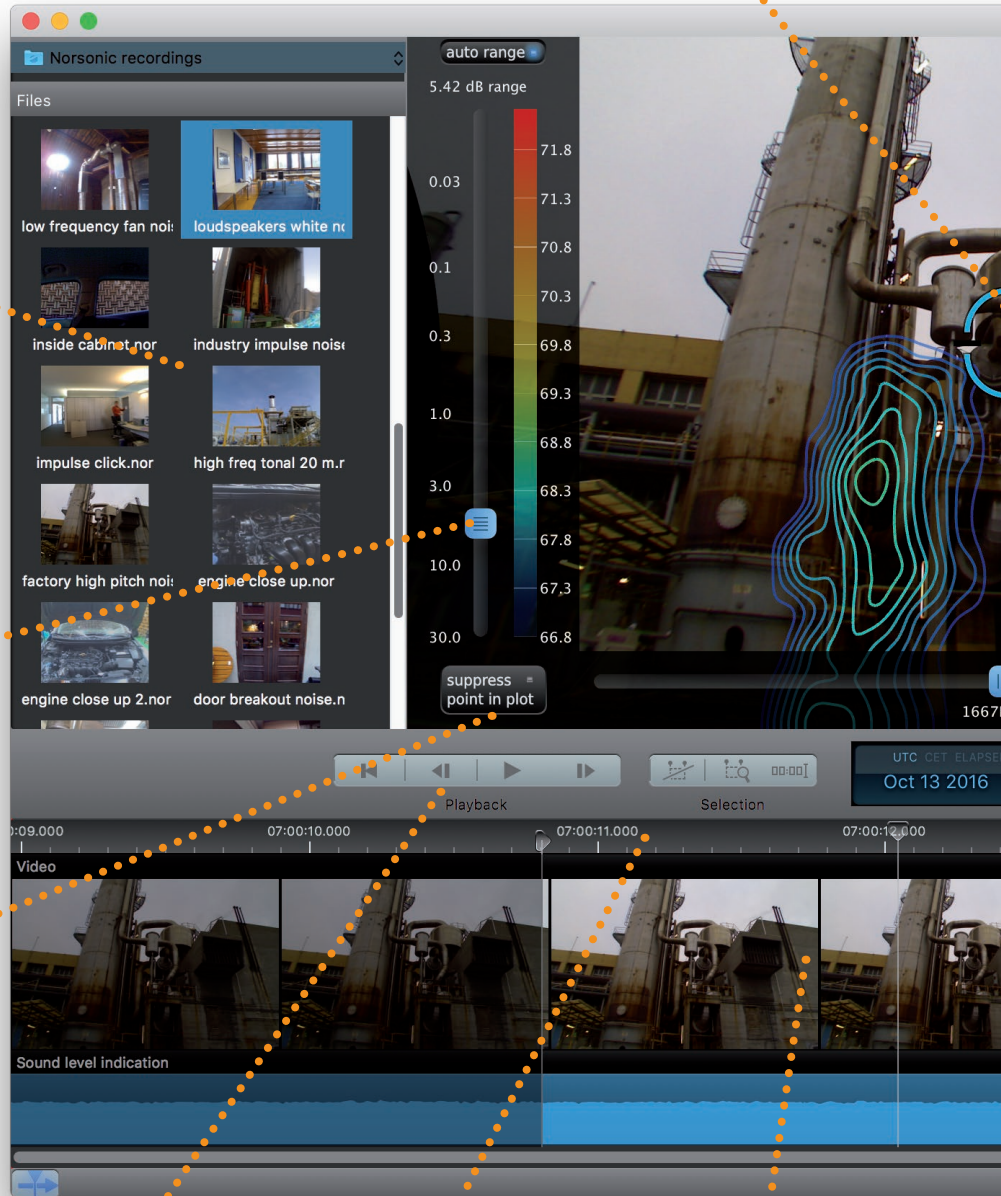 Norsonic recordings
Files
low frequency fan nois
loudspeakers white no
inside cabinet.nor
industry impulse noise
impulse click.nor
high freq tonal 20 m.n
factory high pitch nois
engine close up.nor
engine close up 2.nor
door breakout noise.n
auto range
5.42 dB range
0.03
0.1
0.3
1.0
3.0
10.0
30.0
71.8
71.3
70.8
70.3
69.8
69.3
68.8
68.3
67.8
67,3
66.8
suppress
point in plot
1667
Playback
Selection
00:00
UTC CET ELAPSE
Oct 13 2016
:09.000
07:00:10.000
07:00:11.000
07:00:12.000
Video
Sound level indication